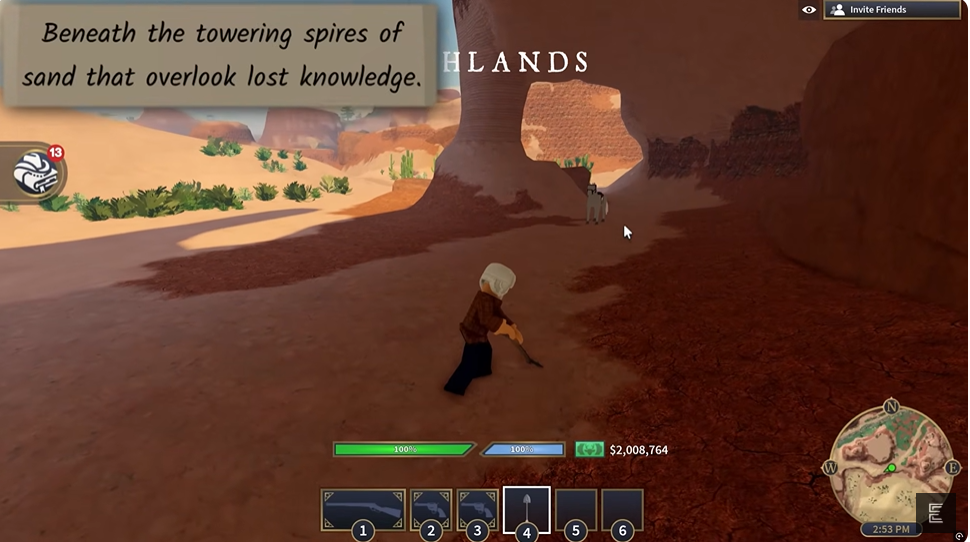 Beneath the towering spires of
sand that overlook lost knowledge.
Invite Friends
HLANDS
13
100%
100%
$2,008,764
N
W
E
1
2
3
4
5
6
2:53 PM
E